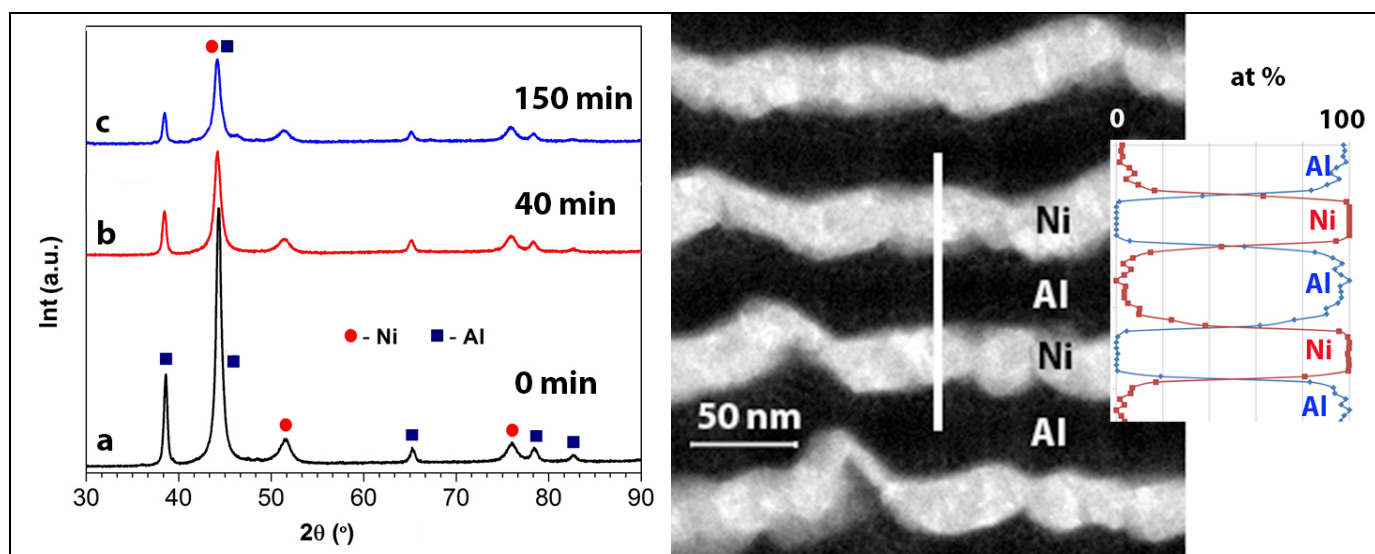 150 min
c
40 min
b
● - Ni ■ - Al
0 min
a
Int (a.u.)
30 40 50 60 70 80 90
2θ (°)
Ni
Al
Ni
50 nm
Al
at %
0 100
Al
Ni
Al
Ni
Al